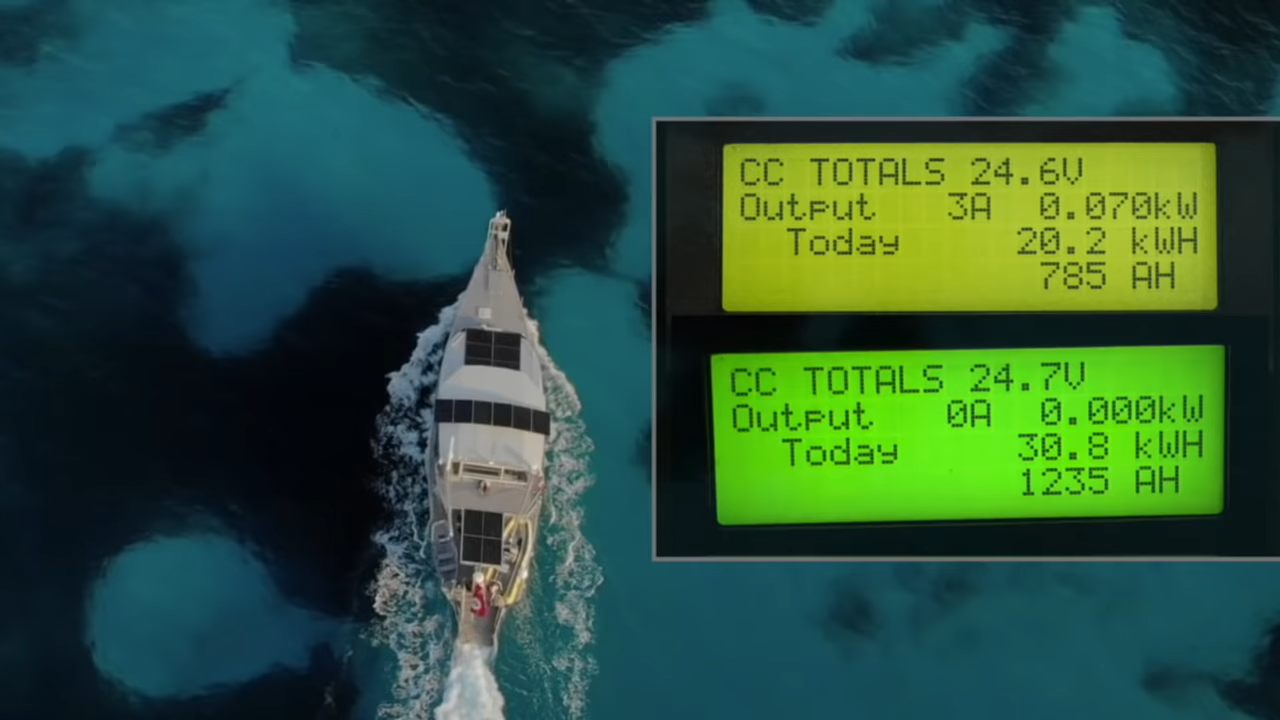 CC TOTALS 24.6V
Output 3A 0.070kW
Today 20.2 kWH
785 AH
CC TOTALS 24.7V
Output 0A 0.000kW
Today 30.8 kWH
1235 AH